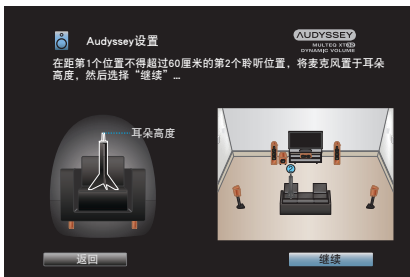 Audyssey设置
AUDYSSEY
MULTEQ XT32
DYNAMIC VOLUME
在距第1个位置不得超过60厘米的第2个聆听位置，将麦克风置于耳朵
高度，然后选择“继续”...
耳朵高度
2
返回
继续